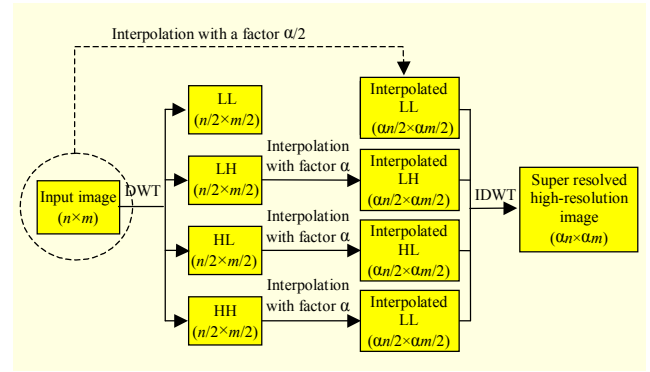 Interpolation with a factor α/2
LL
(n/2×m/2)
Interpolated
LL
(αn/2×αm/2)
Interpolation
with factor α
LH
(n/2×m/2)
Interpolated
LH
(αn/2×αm/2)
Input image
(n×m)
DWT
IDWT
Super resolved
high-resolution
image
(αn×αm)
Interpolation
with factor α
HL
(n/2×m/2)
Interpolated
HL
(αn/2×αm/2)
Interpolation
with factor α
HH
(n/2×m/2)
Interpolated
LL
(αn/2×αm/2)